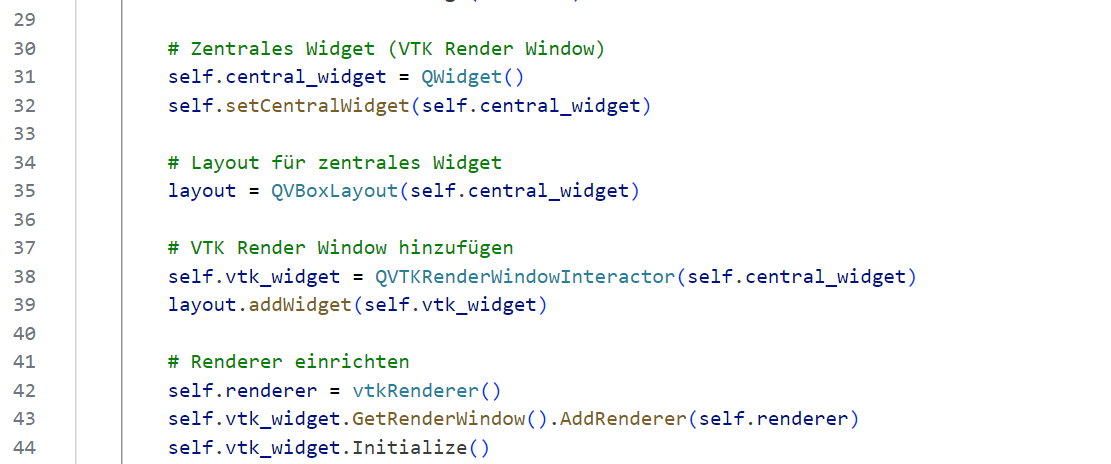 29
30 # Zentrales Widget (VTK Render Window)
31 self.central_widget = QWidget()
32 self.setCentralWidget(self.central_widget)
33
34 # Layout für zentrales Widget
35 layout = QVBoxLayout(self.central_widget)
36
37 # VTK Render Window hinzufügen
38 self.vtk_widget = QVTKRenderWindowInteractor(self.central_widget)
39 layout.addWidget(self.vtk_widget)
40
41 # Renderer einrichten
42 self.renderer = vtkRenderer()
43 self.vtk_widget.GetRenderWindow().AddRenderer(self.renderer)
44 self.vtk_widget.Initialize()